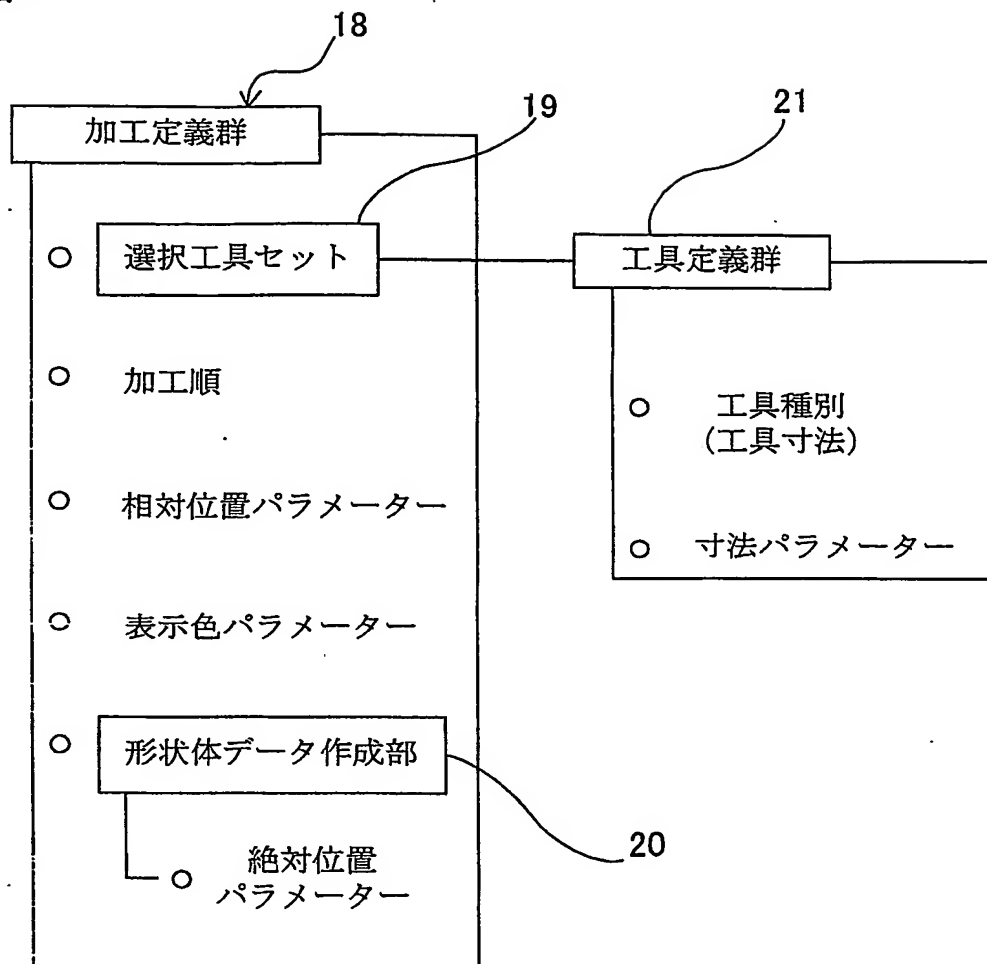 18
加工定義群
19
選択工具セット
21
工具定義群
加工順
工具種別
(工具寸法)
相対位置パラメーター
寸法パラメーター
表示色パラメーター
形状体データ作成部
20
絶対位置
パラメーター